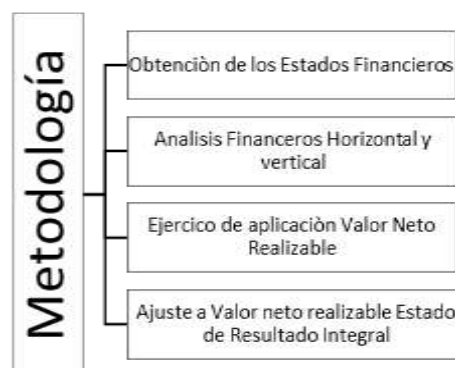 Metodología
Obtenciòn de los Estados Financieros
Analisis Financeros Horizontal y
vertical
Ejercico de aplicaciòn Valor Neto
Realizable
Ajuste a Valor neto realizable Estado
de Resultado Integral